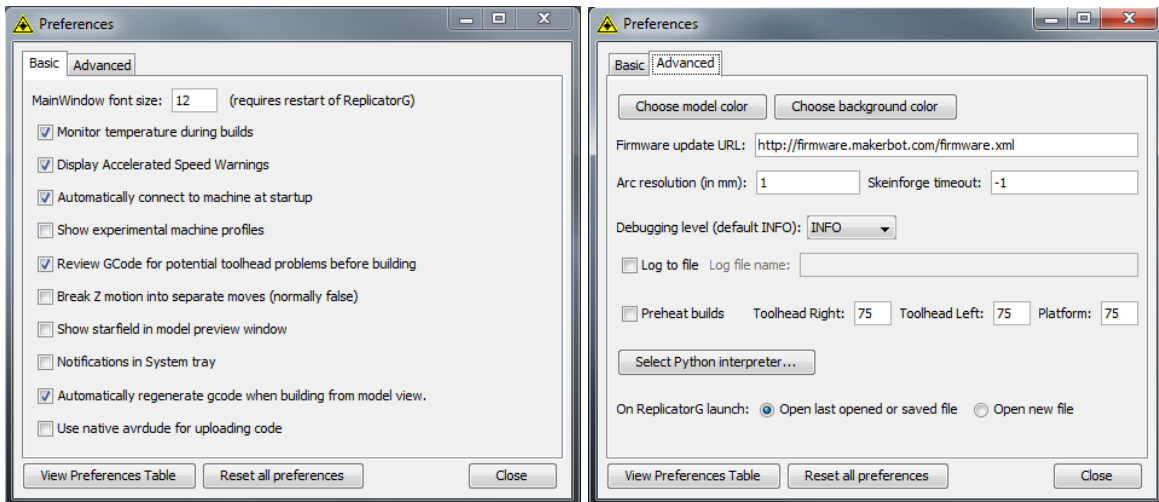 Preferences
Basic Advanced
MainWindow font size: 12 (requires restart of ReplicatorG)
Monitor temperature during builds
Display Accelerated Speed Warnings
Automatically connect to machine at startup
Show experimental machine profiles
Review GCode for potential toolhead problems before building
Break Z motion into separate moves (normally false)
Show starfield in model preview window
Notifications in System tray
Automatically regenerate gcode when building from model view.
Use native avrdude for uploading code
View Preferences Table Reset all preferences Close
Preferences
Basic Advanced
Choose model color Choose background color
Firmware update URL: http://firmware.makerbot.com/firmware.xml
Arc resolution (in mm): 1 Skeinforge timeout: -1
Debugging level (default INFO): INFO
Log to file Log file name:
Preheat builds Toolhead Right: 75 Toolhead Left: 75 Platform: 75
Select Python interpreter...
On ReplicatorG launch: Open last opened or saved file Open new file
View Preferences Table Reset all preferences Close